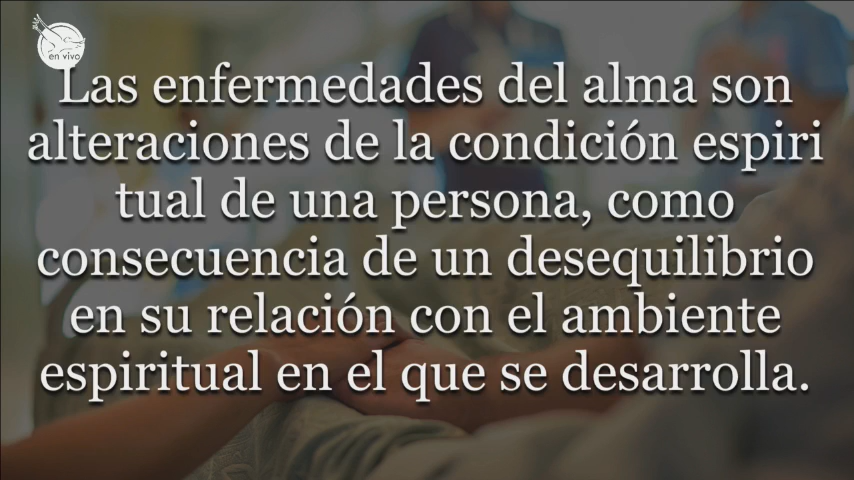 en vivo
Las enfermedades del alma son
alteraciones de la condición espiri
tual de una persona, como
consecuencia de un desequilibrio
en su relación con el ambiente
espiritual en el que se desarrolla.